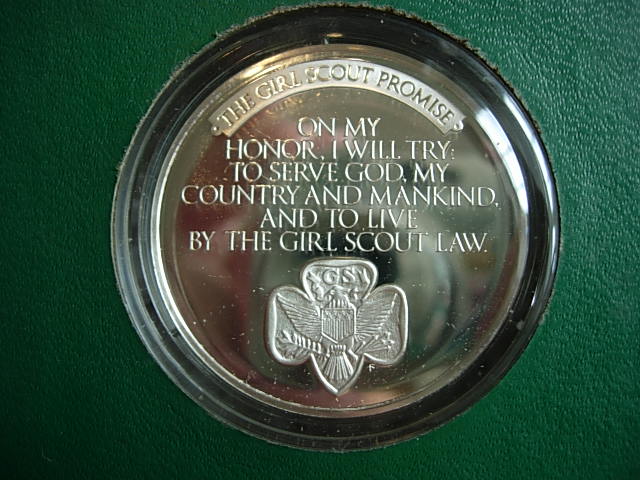 THE GIRL SCOUT PROMISE
ON MY
HONOR, I WILL TRY:
TO SERVE GOD, MY
COUNTRY AND MANKIND,
AND TO LIVE
BY THE GIRL SCOUT LAW.
GS